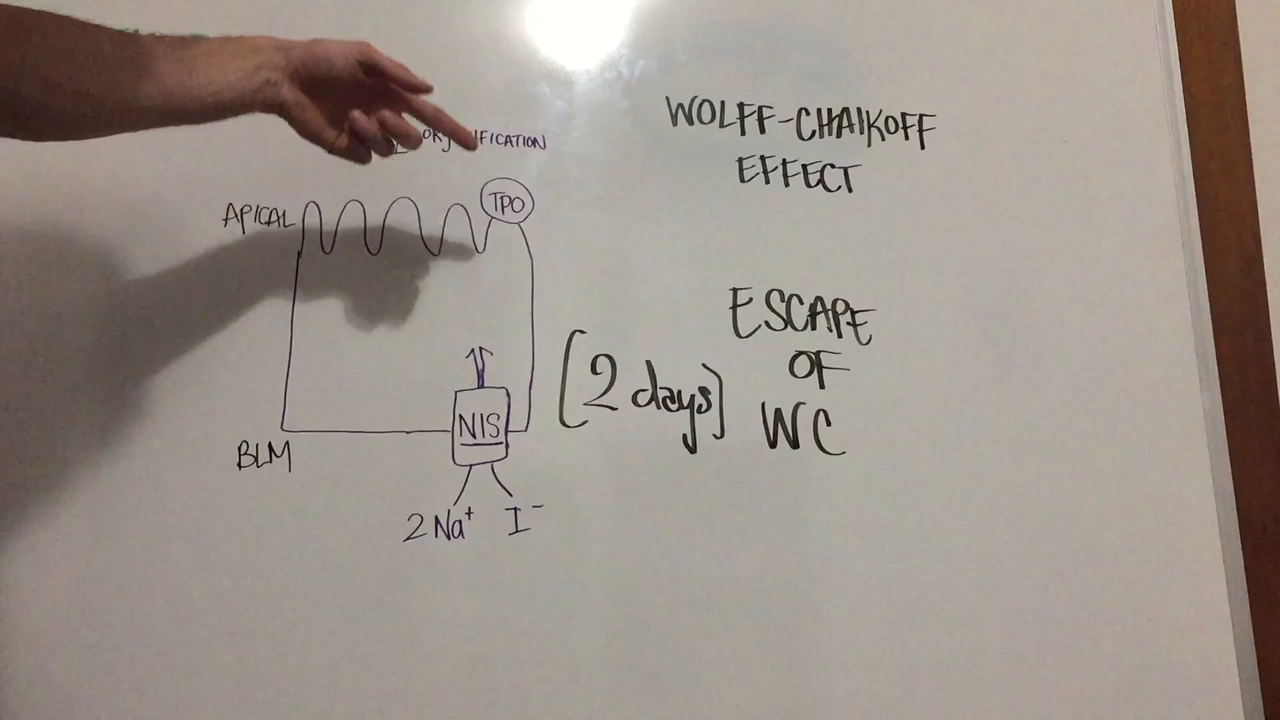 WOLFF-CHAIKOFF
EFFECT
APICAL
TPO
ESCAPE
OF
WC
[2 days]
NIS
BLM
2Na⁺ I⁻